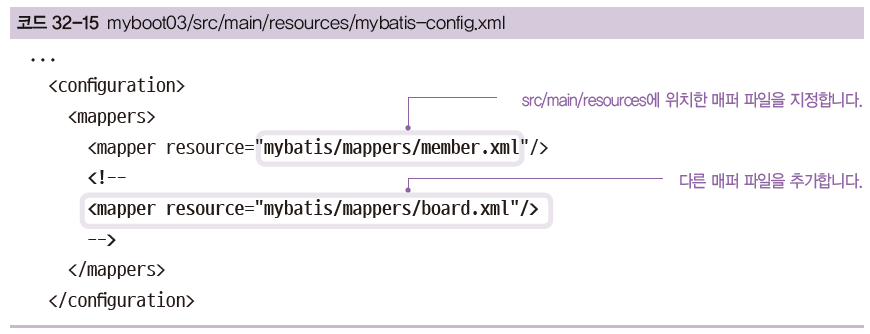 코드 32-15 myboot03/src/main/resources/mybatis-config.xml
...
<configuration>
src/main/resources에 위치한 매퍼 파일을 지정합니다.
<mappers>
<mapper resource="mybatis/mappers/member.xml"/>
<!--
다른 매퍼 파일을 추가합니다.
<mapper resource="mybatis/mappers/board.xml"/>
-->
</mappers>
</configuration>